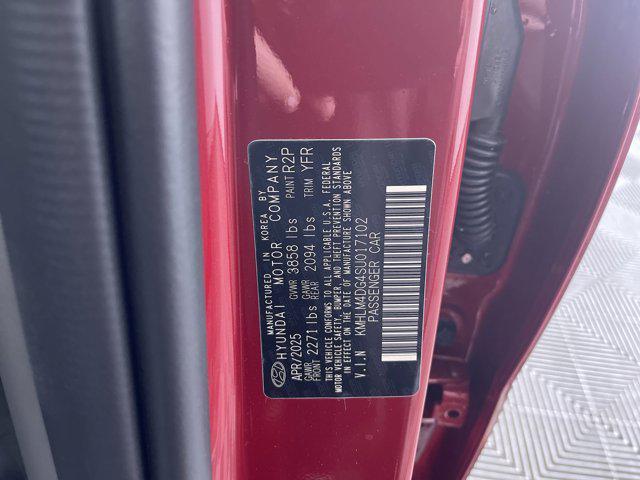 MANUFACTURED IN KOREA BY
HYUNDAI MOTOR COMPANY
APR/2025 GVWR 3858 lbs PAINT R2P
GAWR FRONT 2271 lbs GAWR REAR 2094 lbs TRIM YFR
THIS VEHICLE CONFORMS TO ALL APPLICABLE U.S.A. FEDERAL
MOTOR VEHICLE SAFETY, BUMPER, AND THEFT PREVENTION STANDARDS
IN EFFECT ON THE DATE OF MANUFACTURE SHOWN ABOVE
V.I.N KMHLM4DG4SU017102
PASSENGER CAR